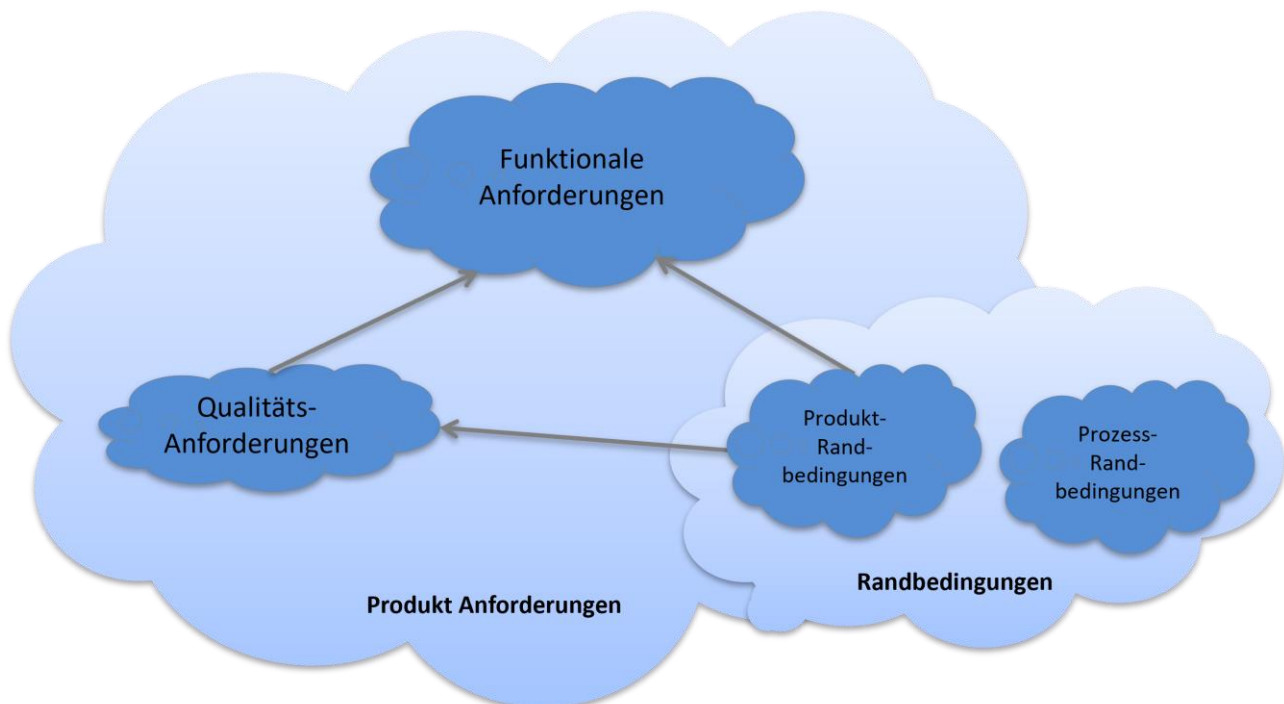 Funktionale
Anforderungen
Qualitäts-
Anforderungen
Produkt-
Rand-
bedingungen
Prozess-
Rand-
bedingungen
Produkt Anforderungen
Randbedingungen